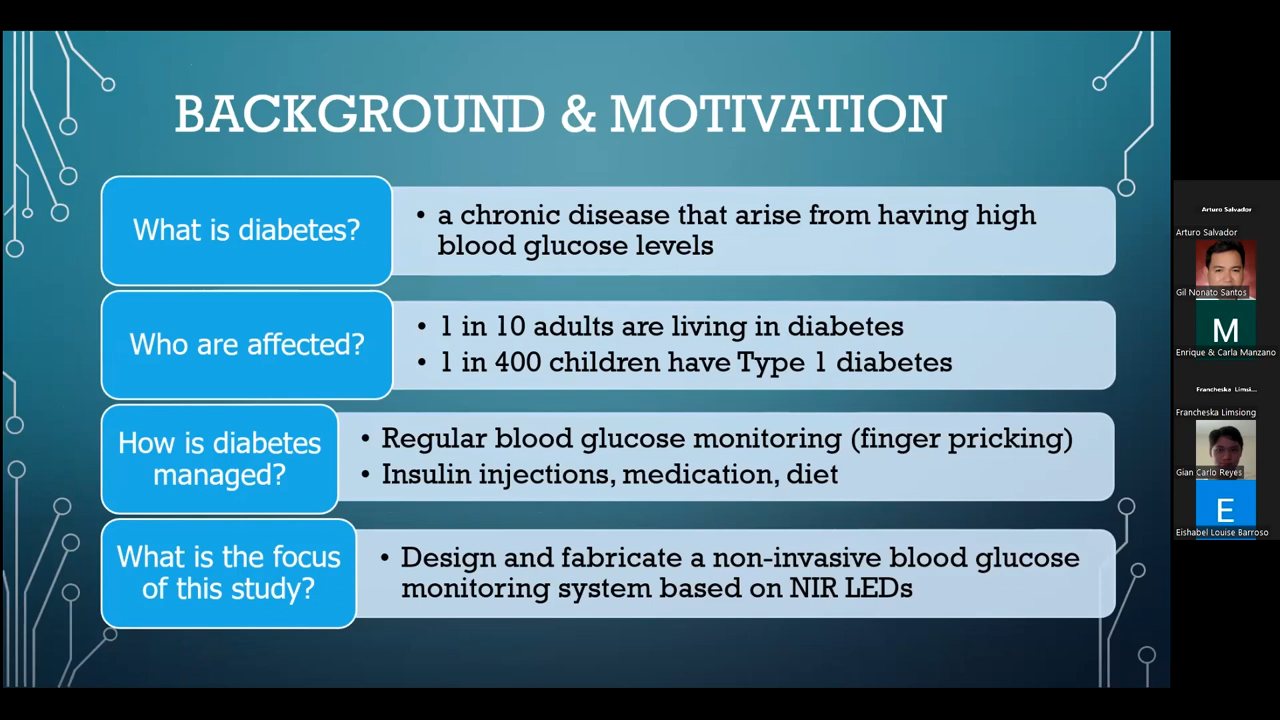 BACKGROUND & MOTIVATION
What is diabetes?
• a chronic disease that arise from having high
blood glucose levels
Who are affected?
• 1 in 10 adults are living in diabetes
• 1 in 400 children have Type 1 diabetes
How is diabetes
managed?
• Regular blood glucose monitoring (finger pricking)
• Insulin injections, medication, diet
What is the focus
of this study?
• Design and fabricate a non-invasive blood glucose
monitoring system based on NIR LEDs
Arturo Salvador
Arturo Salvador
Gil Nonato Santos
M
Enrique & Carla Manzano
Francheska Limsi...
Francheska Limsiong
Gian Carlo Reyes
E
Eishabel Louise Barroso